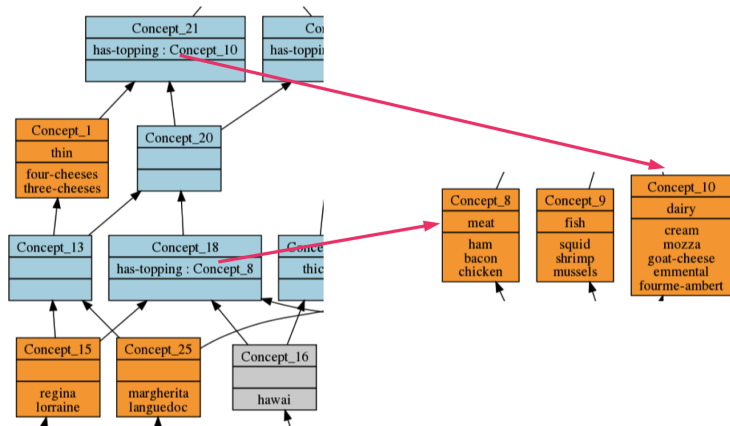 Concept_21
has-topping : Concept_10
has-toppin
Concept_1
thin
four-cheeses
three-cheeses
Concept_20
Concept_13
Concept_18
has-topping : Concept_8
thic
Concept_15
regina
lorraine
Concept_25
margherita
languedoc
Concept_16
hawai
Concept_8
meat
ham
bacon
chicken
Concept_9
fish
squid
shrimp
mussels
Concept_10
dairy
cream
mozza
goat-cheese
emmental
fourme-ambert